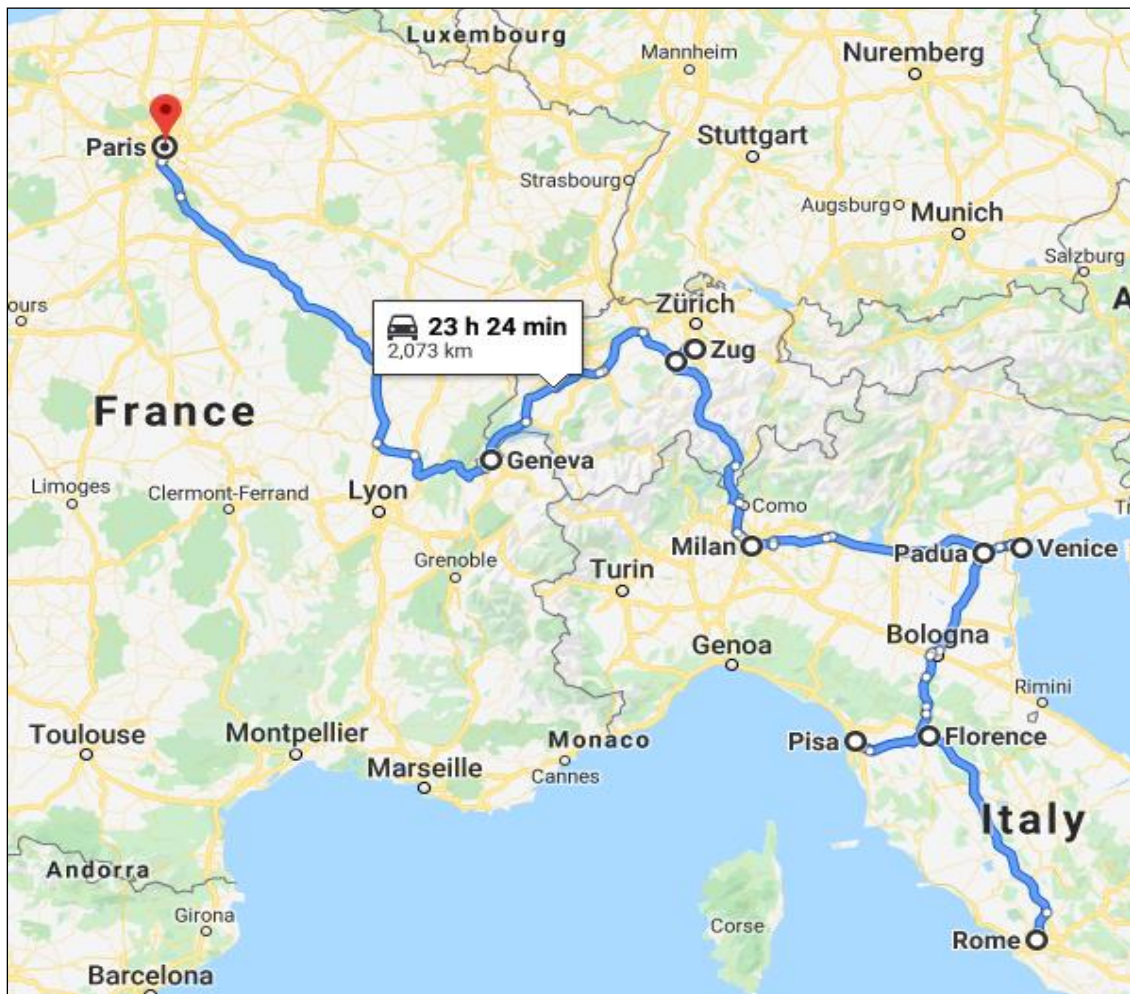 Luxembourg
Mannheim
Nuremberg
Paris
Stuttgart
Strasbourg
Augsburg
Munich
Salzburg
ours
Zürich
A
23 h 24 min
2,073 km
Zug
France
Geneva
Limoges
Clermont-Ferrand
Lyon
Como
Tr
Milan
Padua
Venice
Grenoble
Turin
Bologna
Genoa
Rimini
Toulouse
Montpellier
Monaco
Pisa
Florence
Marseille
Cannes
Italy
Andorra
Girona
Corse
Rome
Barcelona